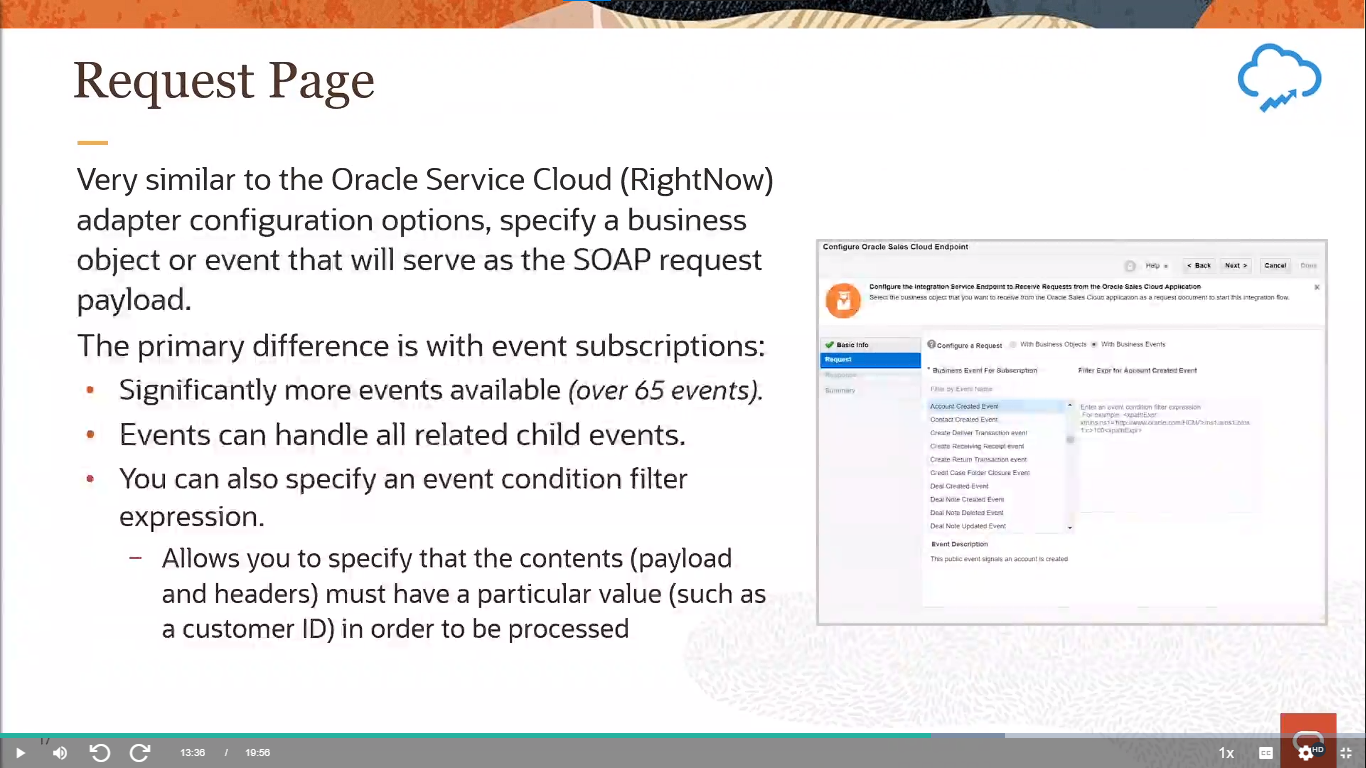 Request Page
Very similar to the Oracle Service Cloud (RightNow)
adapter configuration options, specify a business
object or event that will serve as the SOAP request
payload.
The primary difference is with event subscriptions:
• Significantly more events available (over 65 events).
• Events can handle all related child events.
• You can also specify an event condition filter
expression.
– Allows you to specify that the contents (payload
and headers) must have a particular value (such as
a customer ID) in order to be processed
Configure Oracle Sales Cloud Endpoint
Help
< Back
Next >
Cancel
Configure the Integration Service Endpoint to Receive Requests from the Oracle Sales Cloud Application
Select the business object that you want to receive from the Oracle Sales Cloud application as a request document to start this integration flow.
Basic Info
Request
Response
Summary
Configure a Request
With Business Objects
With Business Events
* Business Event For Subscription
Filter Expr for Account Created Event
Filter by Event Name
Account Created Event
Contact Created Event
Create Deliver Transaction event
Create Receiving Receipt event
Create Return Transaction event
Credit Case Folder Closure Event
Deal Created Event
Deal Note Created Event
Deal Note Deleted Event
Deal Note Updated Event
Enter an event condition filter expression
For example: <xpathExpr
Event Description
This public event signals an account is created
17
13:36 / 19:56
1x
CC
HD